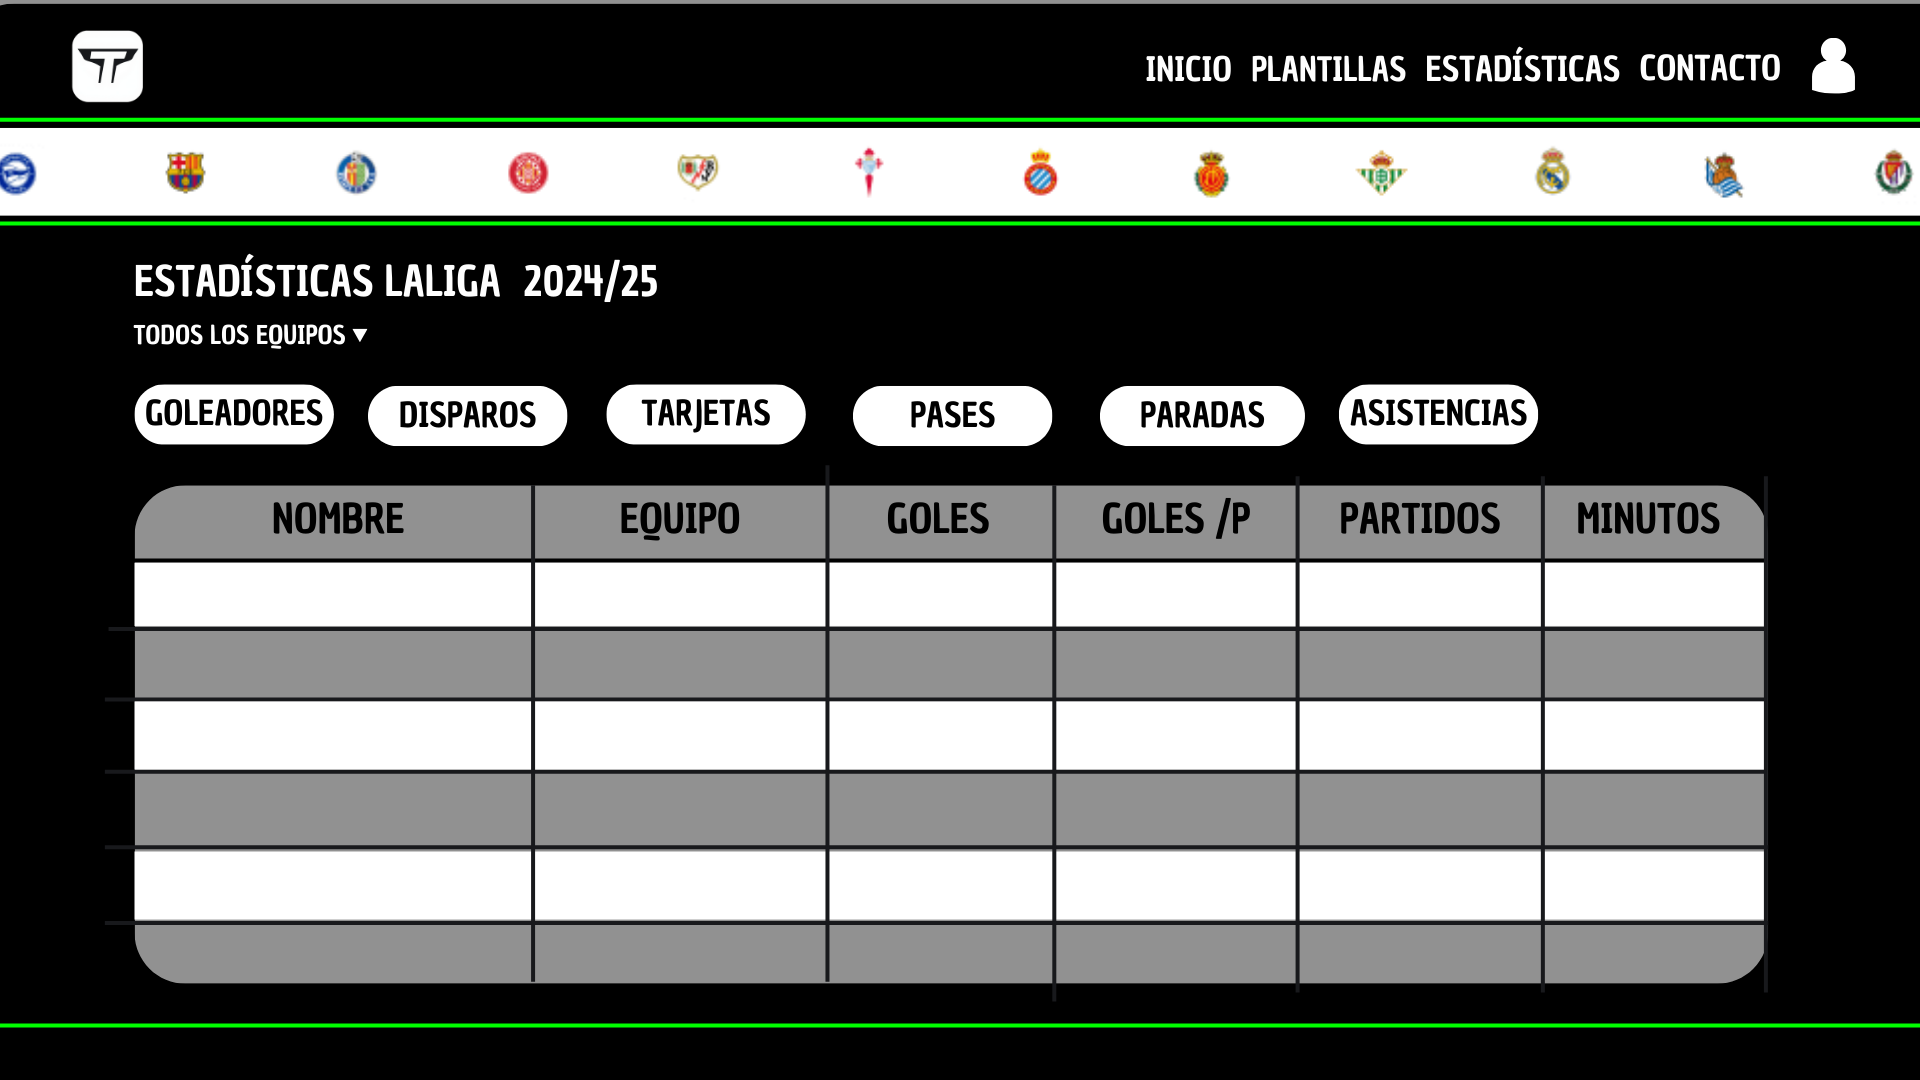 INICIO PLANTILLAS ESTADÍSTICAS CONTACTO
ESTADÍSTICAS LALIGA 2024/25
TODOS LOS EQUIPOS
GOLEADORES DISPAROS TARJETAS PASES PARADAS ASISTENCIAS
NOMBRE EQUIPO GOLES GOLES /P PARTIDOS MINUTOS